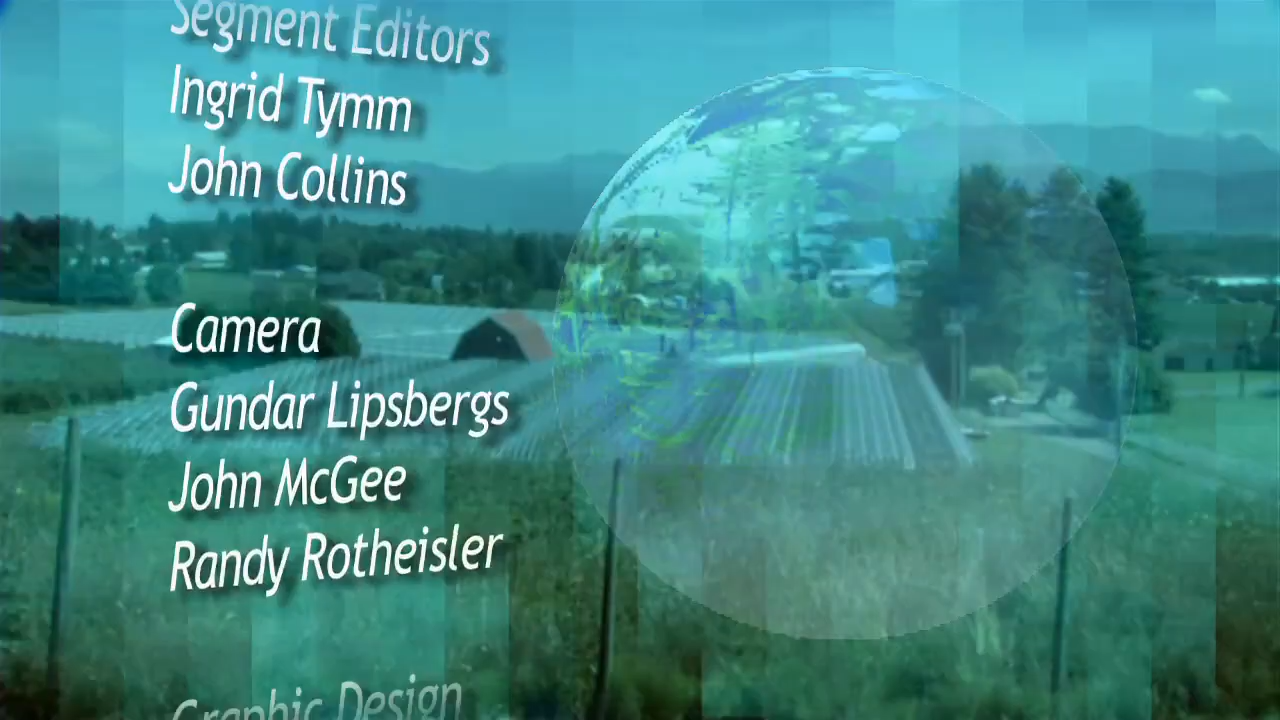 Segment Editors
Ingrid Tymm
John Collins
Camera
Gundar Lipsbergs
John McGee
Randy Rotheisler
Graphic Design